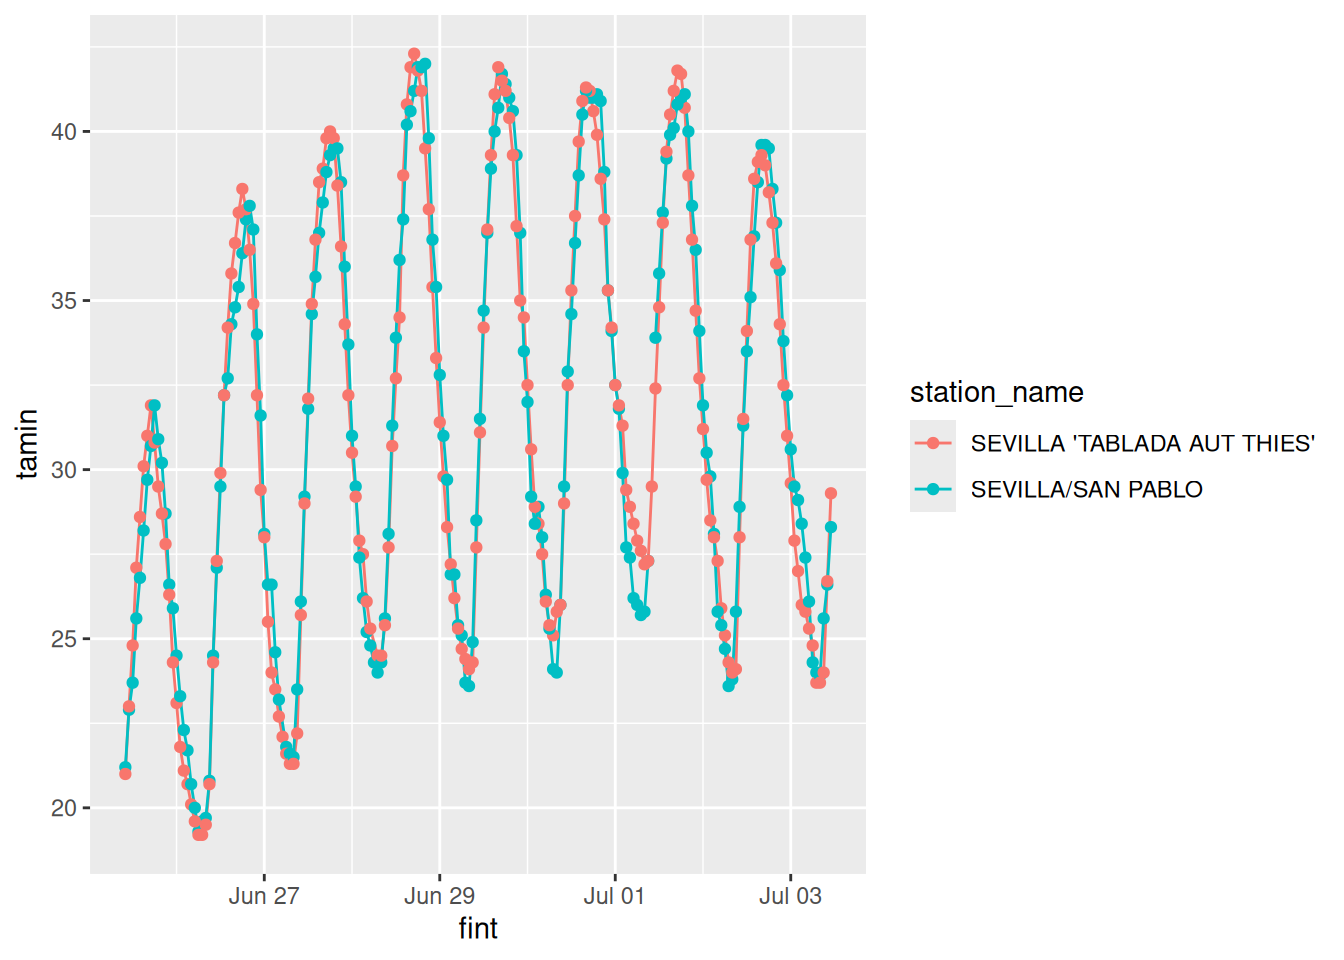 tamin
40
35
30
25
20
Jun 27
Jun 29
Jul 01
Jul 03
fint
station_name
SEVILLA 'TABLADA AUT THIES'
SEVILLA/SAN PABLO